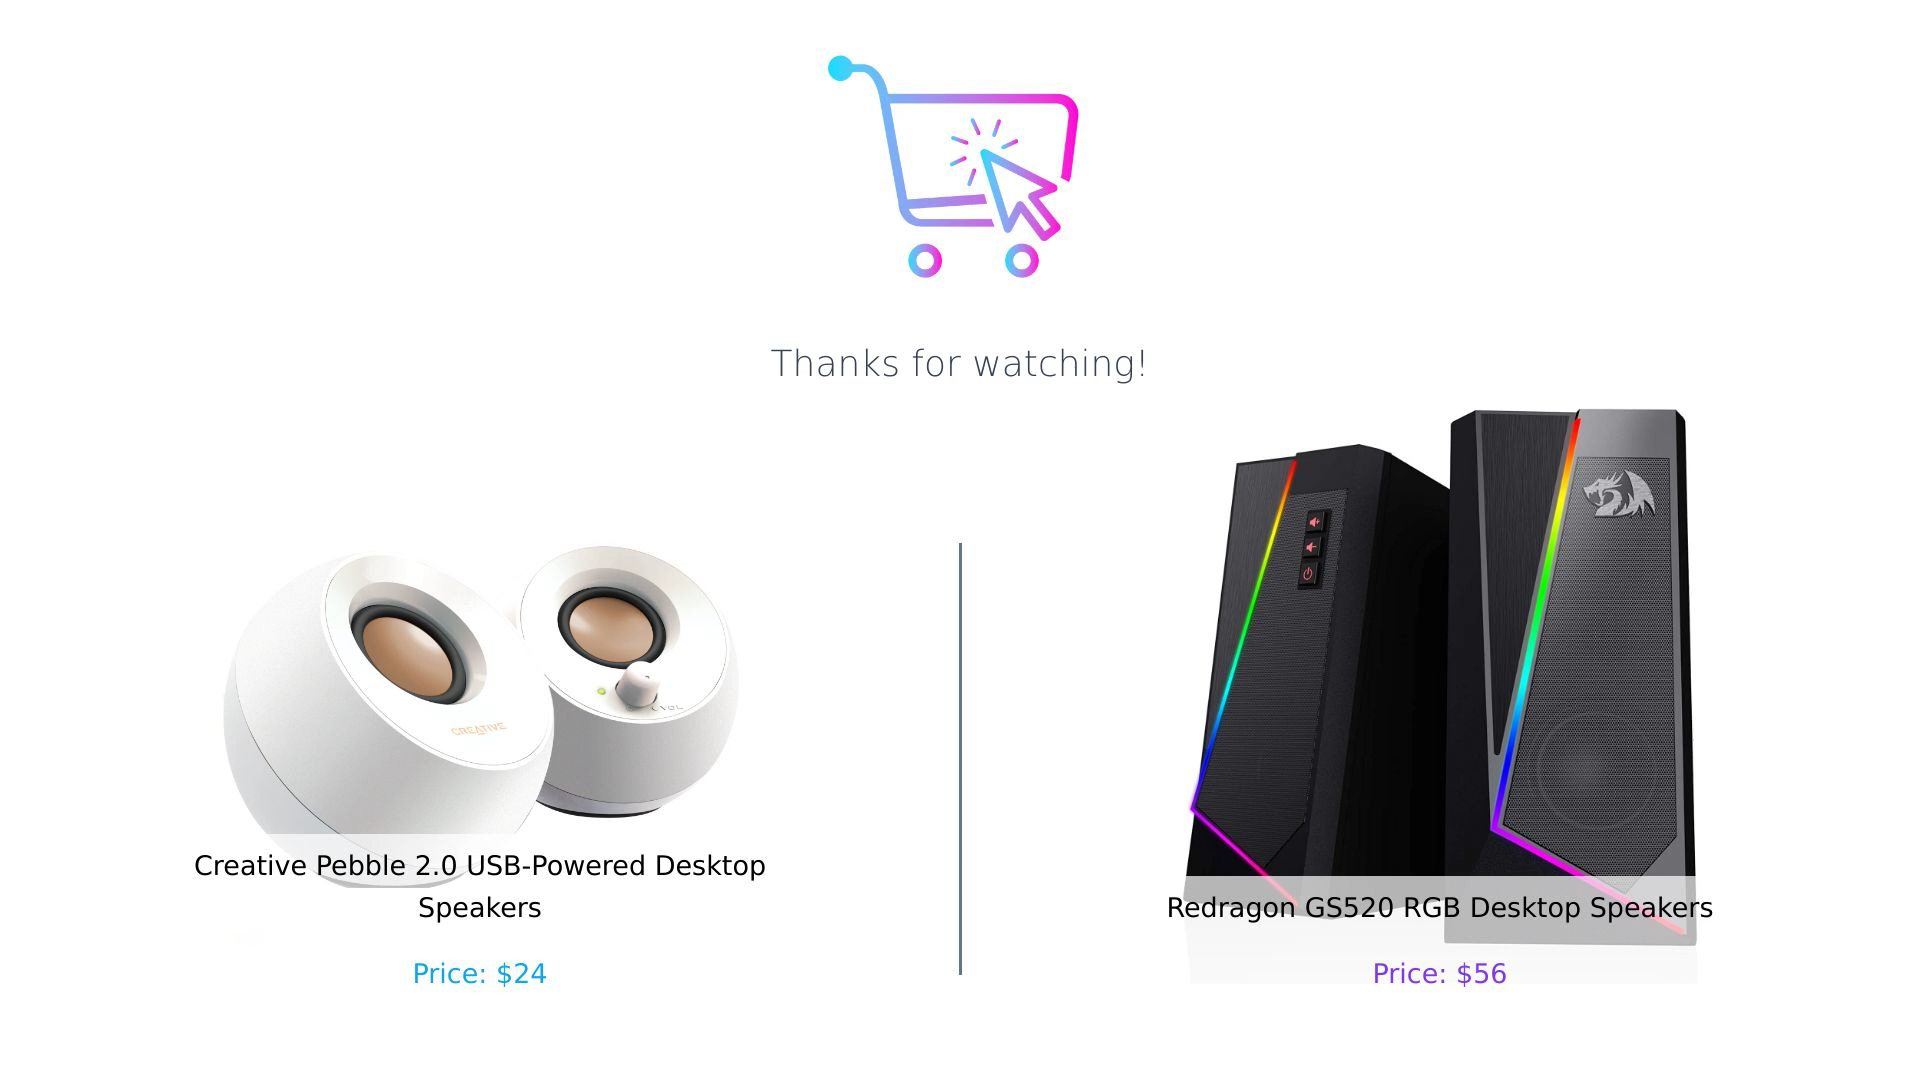 Thanks for watching!
CREATIVE
Creative Pebble 2.0 USB-Powered Desktop
Speakers
Price: $24
Redragon GS520 RGB Desktop Speakers
Price: $56